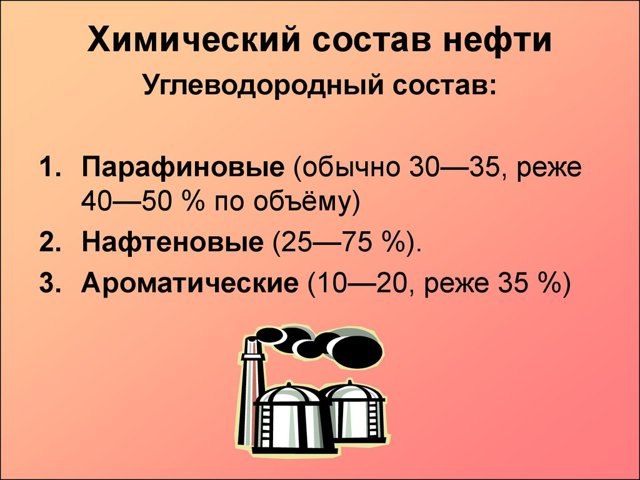 Химический состав нефти
Углеводородный состав:
1. Парафиновые (обычно 30—35, реже
40—50 % по объёму)
2. Нафтеновые (25—75 %).
3. Ароматические (10—20, реже 35 %)